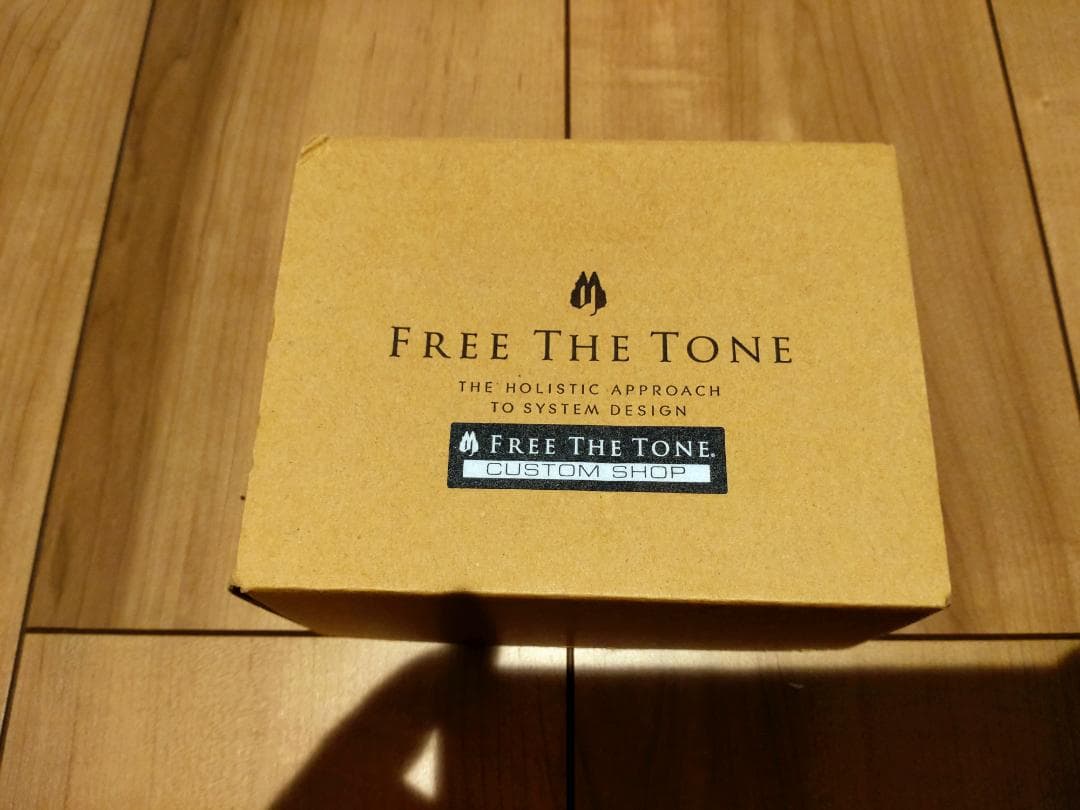 FREE THE TONE
THE HOLISTIC APPROACH
TO SYSTEM DESIGN
FREE THE TONE.
CUSTOM SHOP